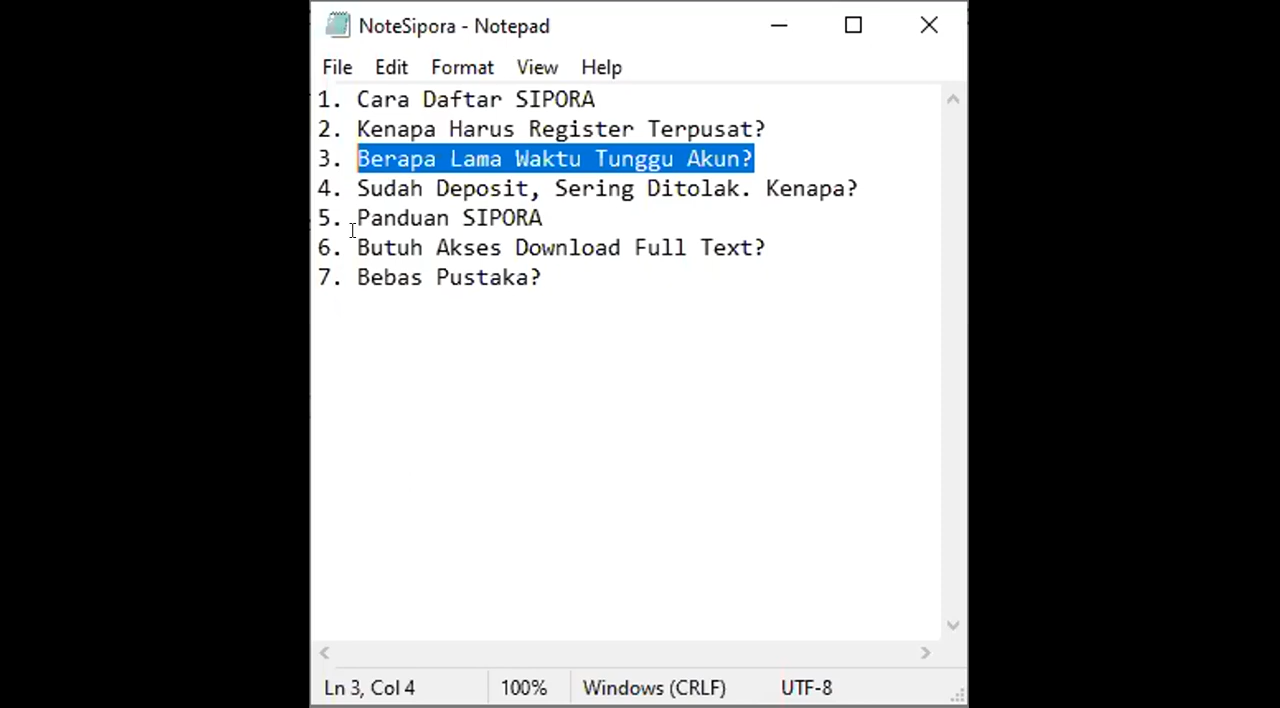 NoteSipora - Notepad
File Edit Format View Help
1. Cara Daftar SIPORA
2. Kenapa Harus Register Terpusat?
3. Berapa Lama Waktu Tunggu Akun?
4. Sudah Deposit, Sering Ditolak. Kenapa?
5. Panduan SIPORA
6. Butuh Akses Download Full Text?
7. Bebas Pustaka?
Ln 3, Col 4 100% Windows (CRLF) UTF-8